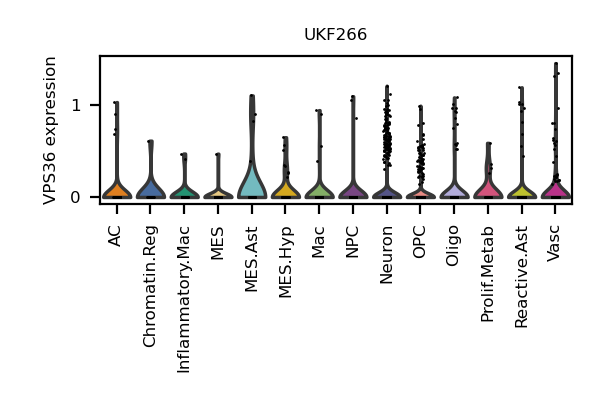 UKF266
VPS36 expression
1
0
AC
Chromatin.Reg
Inflammatory.Mac
MES
MES.Ast
MES.Hyp
Mac
NPC
Neuron
OPC
Oligo
Prolif.Metab
Reactive.Ast
Vasc